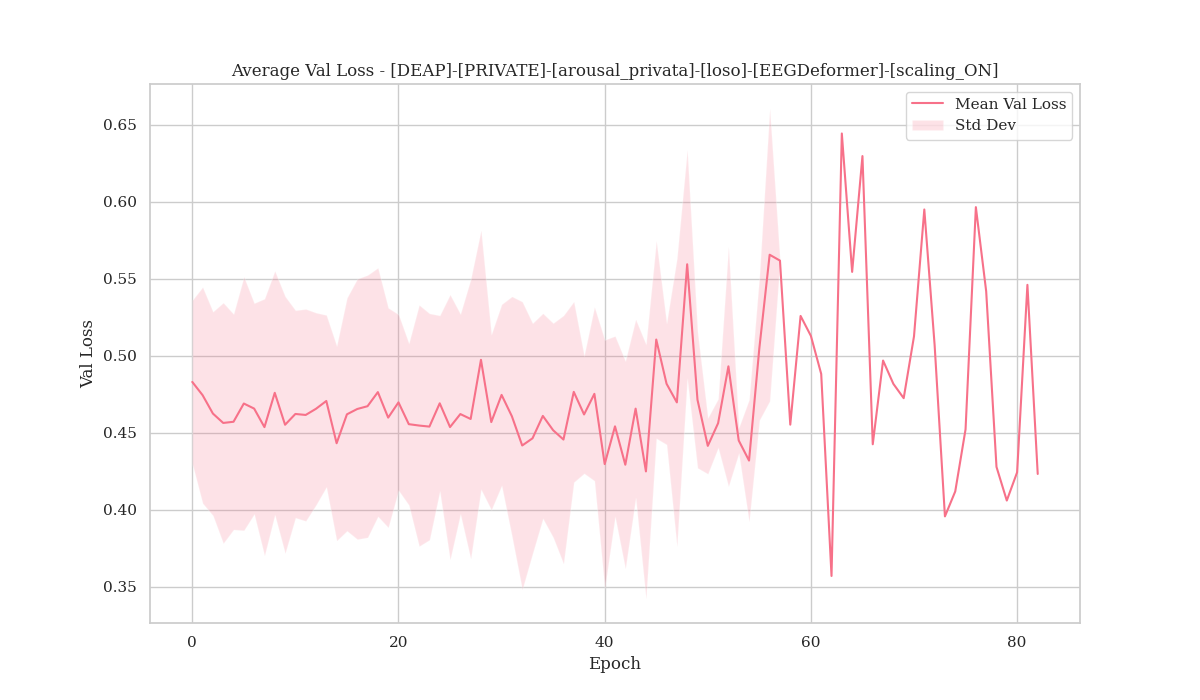 Average Val Loss - [DEAP]-[PRIVATE]-[arousal_privata]-[loso]-[EEGDeformer]-[scaling_ON]
Mean Val Loss
Std Dev
Val Loss
0.65
0.60
0.55
0.50
0.45
0.40
0.35
0
20
40
60
80
Epoch